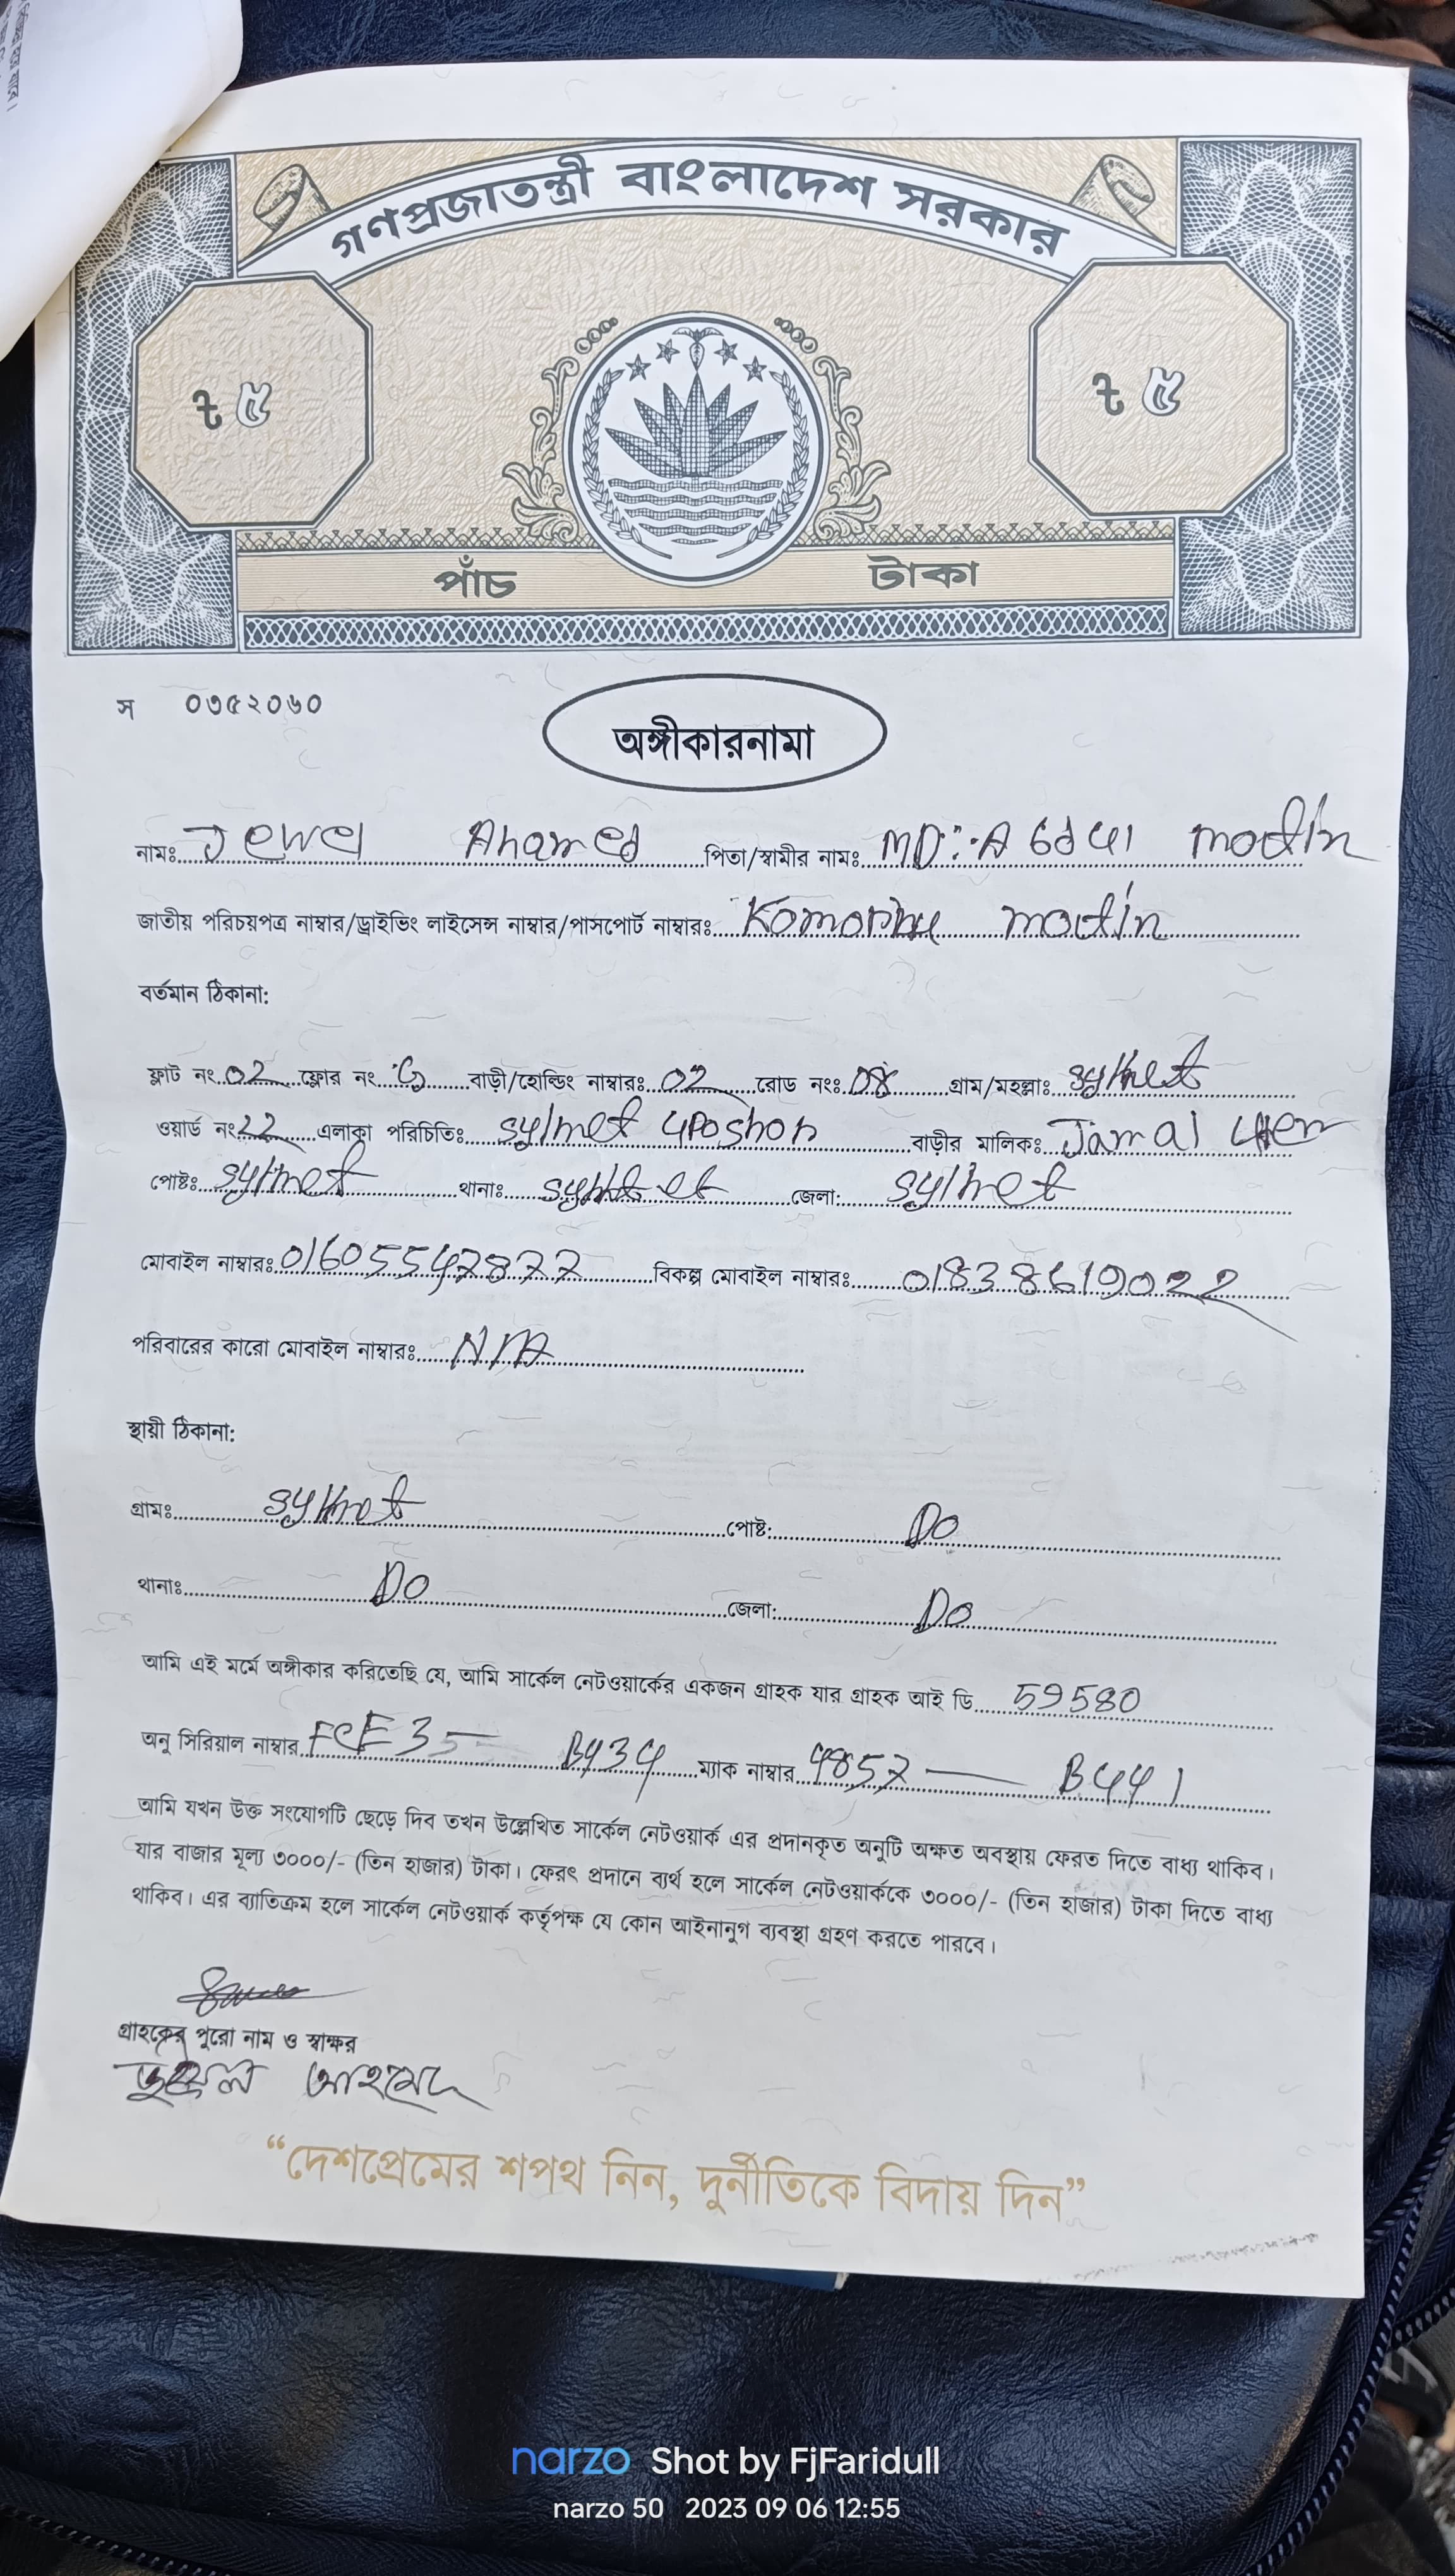 গণপ্রজাতন্ত্রী বাংলাদেশ সরকার
৳ ৫ ৳ ৫
পাঁচ টাকা
স ০৩৫২০৬০
অঙ্গীকারনামা
নামঃ Jewel Ahamed পিতা/স্বামীর নামঃ MD: Abdul Motin
জাতীয় পরিচয়পত্র নাম্বার/ড্রাইভিং লাইসেন্স নাম্বার/পাসপোর্ট নাম্বারঃ motin
বর্তমান ঠিকানা:
ফ্লাট নং 02 ফ্লোর নং বাড়ী/হোল্ডিং নাম্বারঃ 02 রোড নংঃ 08 গ্রাম/মহল্লাঃ sylhet
ওয়ার্ড নং 22 এলাকা পরিচিতিঃ sylhet uposhon বাড়ীর মালিকঃ Jamal
পোষ্টঃ sylhet থানাঃ sylhet জেলা: sylhet
মোবাইল নাম্বারঃ 01605542877 বিকল্প মোবাইল নাম্বারঃ 01838619022
পরিবারের কারো মোবাইল নাম্বারঃ N/A
স্থায়ী ঠিকানা:
গ্রামঃ sylhet পোষ্ট: Do
থানাঃ Do জেলা: Do
আমি এই মর্মে অঙ্গীকার করিতেছি যে, আমি সার্কেল নেটওয়ার্কের একজন গ্রাহক যার গ্রাহক আই ডি 59580
অনু সিরিয়াল নাম্বার FCE35— B434 ম্যাক নাম্বার 9857 — B441
আমি যখন উক্ত সংযোগটি ছেড়ে দিব তখন উল্লেখিত সার্কেল নেটওয়ার্ক এর প্রদানকৃত অনুটি অক্ষত অবস্থায় ফেরত দিতে বাধ্য থাকিব।
যার বাজার মূল্য ৩০০০/- (তিন হাজার) টাকা। ফেরৎ প্রদানে ব্যর্থ হলে সার্কেল নেটওয়ার্ককে ৩০০০/- (তিন হাজার) টাকা দিতে বাধ্য
থাকিব। এর ব্যাতিক্রম হলে সার্কেল নেটওয়ার্ক কর্তৃপক্ষ যে কোন আইনানুগ ব্যবস্থা গ্রহণ করতে পারবে।
গ্রাহকের পুরো নাম ও স্বাক্ষর
জুয়েল আহমেদ
“দেশপ্রেমের শপথ নিন, দুর্নীতিকে বিদায় দিন”
narzo Shot by FjFaridull
narzo 50 2023 09 06 12:55